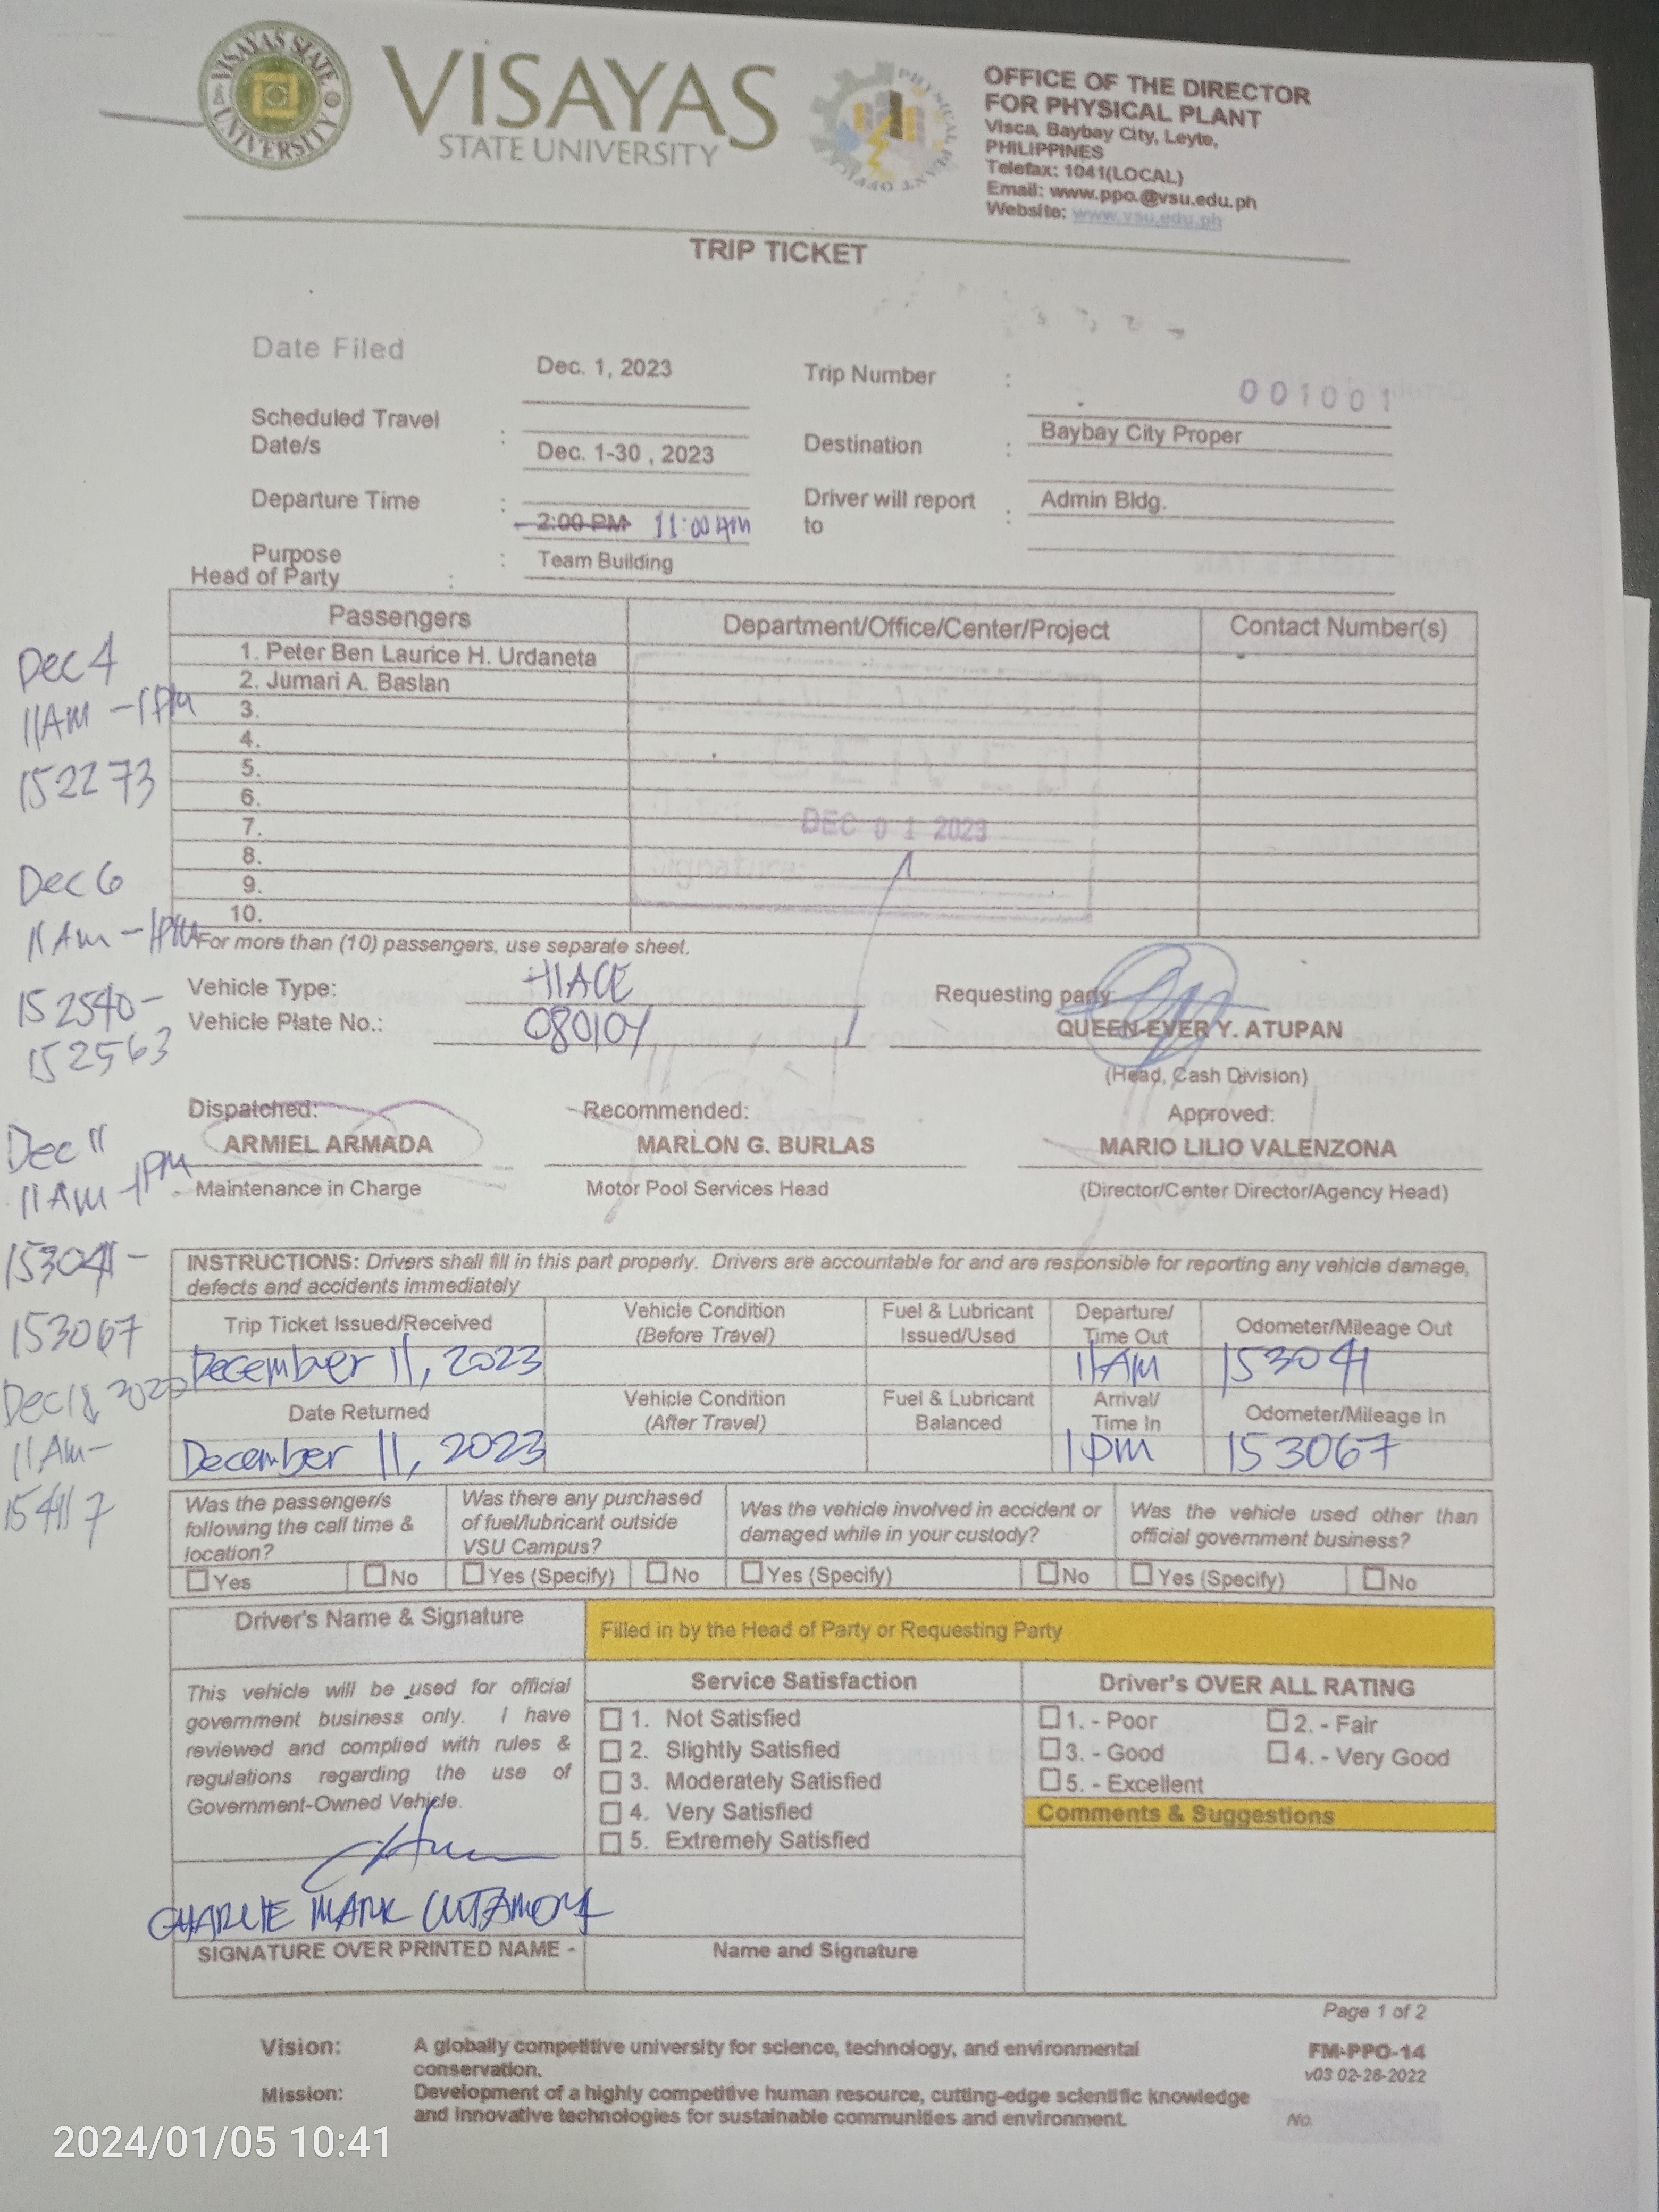 VISAYAS STATE UNIVERSITY
VISAYAS
STATE UNIVERSITY
OFFICE OF THE DIRECTOR
FOR PHYSICAL PLANT
Visca, Baybay City, Leyte,
PHILIPPINES
Telefax: 1041(LOCAL)
Email: www.ppo.@vsu.edu.ph
Website: www.vsu.edu.ph
TRIP TICKET
Date Filed Dec. 1, 2023 Trip Number : 001001
Scheduled Travel Date/s : Dec. 1-30 , 2023 Destination : Baybay City Proper
Departure Time : 2:00 PM 11:00 AM Driver will report to : Admin Bldg.
Purpose : Team Building
Head of Party :
Passengers Department/Office/Center/Project Contact Number(s)
1. Peter Ben Laurice H. Urdaneta
2. Jumari A. Baslan
3.
4.
5.
6.
7.
8.
9.
10.
DEC 01 2023
Signature:
For more than (10) passengers, use separate sheet.
Dec 4
11AM - 1PM
152273
Dec 6
11AM - 1PM
152540-
152563
Dec 11
11AM - 1PM
153041-
153067
11AM-
Vehicle Type: HIACE
Vehicle Plate No.:
Requesting party:
QUEEN-EVER Y. ATUPAN
(Head, Cash Division)
Dispatched: Recommended: Approved:
ARMIEL ARMADA MARLON G. BURLAS MARIO LILIO VALENZONA
Maintenance in Charge Motor Pool Services Head (Director/Center Director/Agency Head)
INSTRUCTIONS: Drivers shall fill in this part properly. Drivers are accountable for and are responsible for reporting any vehicle damage,
defects and accidents immediately
Trip Ticket Issued/Received Vehicle Condition (Before Travel) Fuel & Lubricant Issued/Used Departure/ Time Out Odometer/Mileage Out
December 11, 2023 11AM 153041
Date Returned Vehicle Condition (After Travel) Fuel & Lubricant Balanced Arrival/ Time In Odometer/Mileage In
December 11, 2023 1pm 153067
Was the passenger/s following the call time & location? Was there any purchased of fuel/lubricant outside VSU Campus? Was the vehicle involved in accident or damaged while in your custody? Was the vehicle used other than official government business?
Yes No Yes (Specify) No Yes (Specify) No Yes (Specify) No
Driver's Name & Signature
Filled in by the Head of Party or Requesting Party
This vehicle will be used for official
government business only. I have
reviewed and complied with rules &
regulations regarding the use of
Government-Owned Vehicle.
CHARLIE MARK
SIGNATURE OVER PRINTED NAME -
Service Satisfaction
1. Not Satisfied
2. Slightly Satisfied
3. Moderately Satisfied
4. Very Satisfied
5. Extremely Satisfied
Name and Signature
Driver's OVER ALL RATING
1. - Poor 2. - Fair
3. - Good 4. - Very Good
5. - Excellent
Comments & Suggestions
Page 1 of 2
Vision: A globally competitive university for science, technology, and environmental
conservation.
Mission: Development of a highly competitive human resource, cutting-edge scientific knowledge
and innovative technologies for sustainable communities and environment.
FM-PPO-14
v03 02-28-2022
No.
2024/01/05 10:41